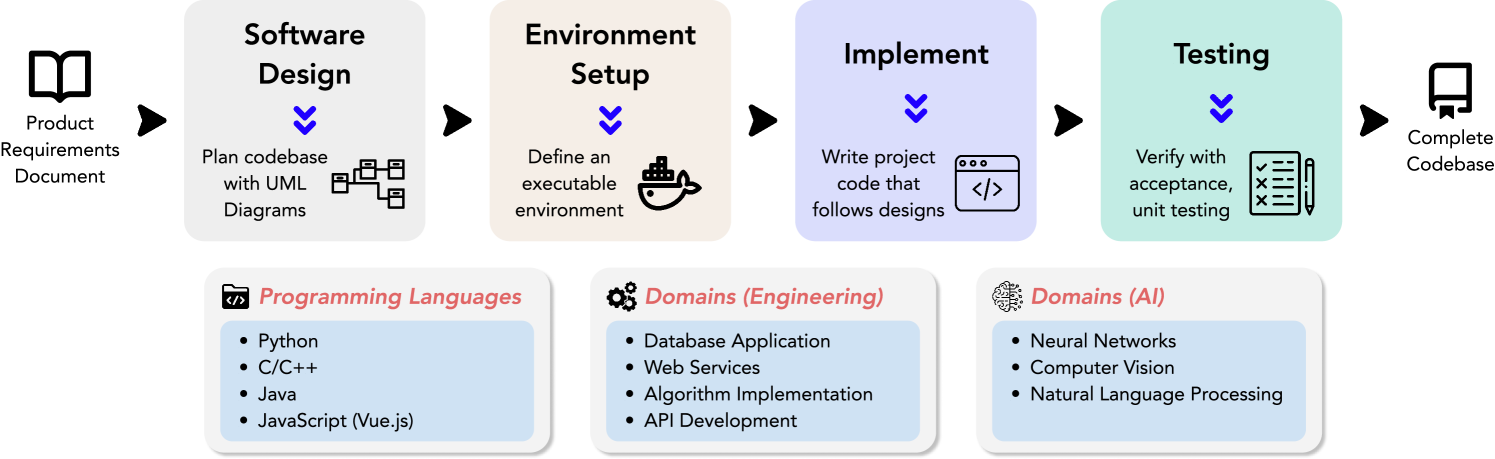 Product
Requirements
Document
Software
Design
Plan codebase
with UML
Diagrams
Environment
Setup
Define an
executable
environment
Implement
Write project
code that
follows designs
</>
Testing
Verify with
acceptance,
unit testing
Complete
Codebase
</>
Programming Languages
• Python
• C/C++
• Java
• JavaScript (Vue.js)
Domains (Engineering)
• Database Application
• Web Services
• Algorithm Implementation
• API Development
Domains (AI)
• Neural Networks
• Computer Vision
• Natural Language Processing